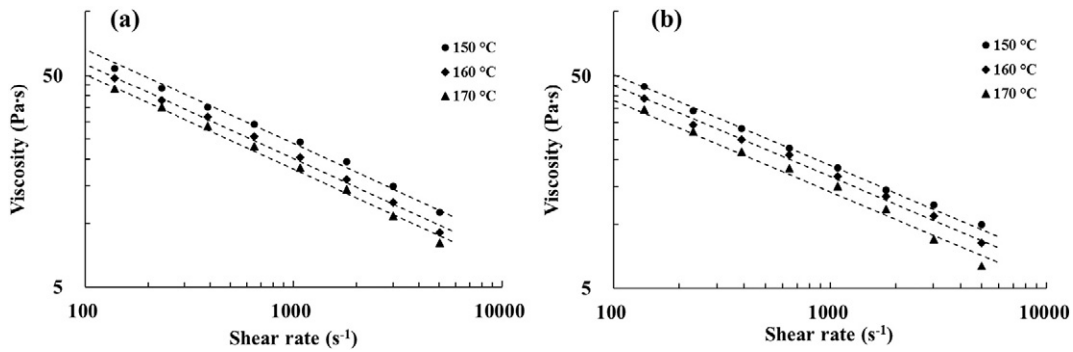 (a)
150 °C
160 °C
170 °C
50
5
Viscosity (Pa·s)
100
1000
10000
Shear rate (s⁻¹)
(b)
150 °C
160 °C
170 °C
50
5
Viscosity (Pa·s)
100
1000
10000
Shear rate (s⁻¹)